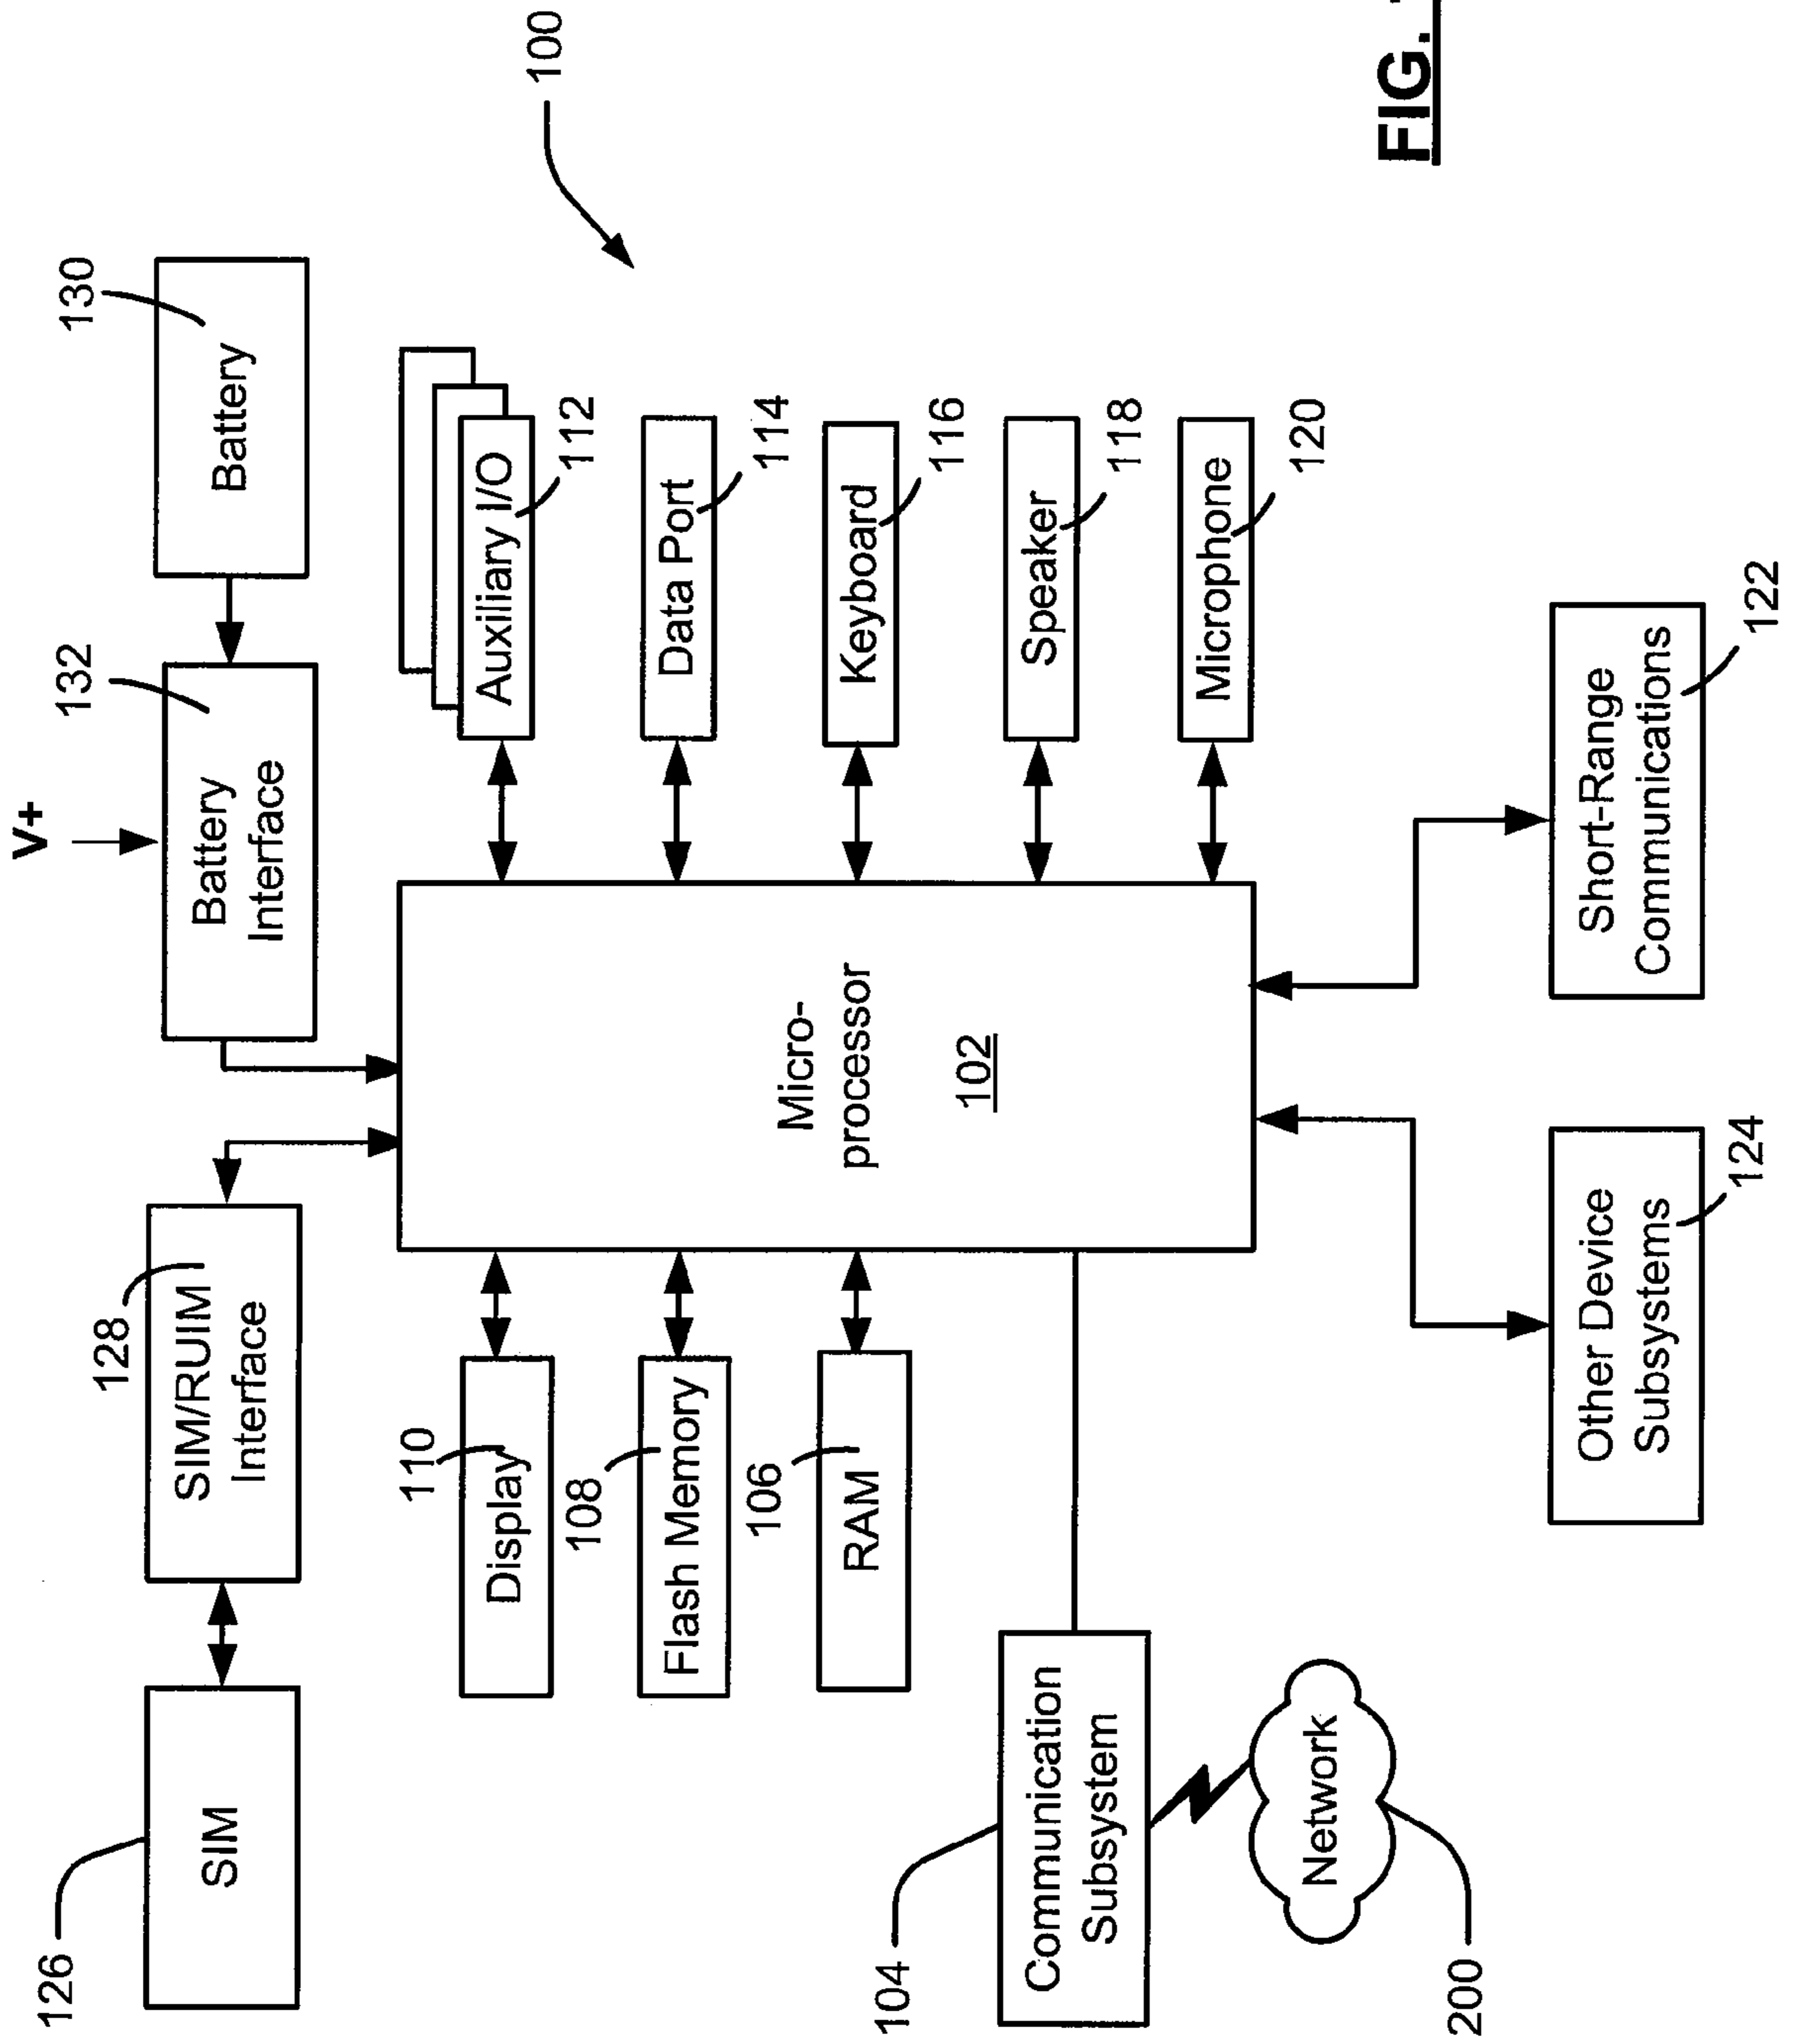 V+
126
128
132
130
SIM
SIM/RUIM
Interface
Battery
Interface
Battery
100
110
Display
Auxiliary I/O
112
108
Flash Memory
Data Port
114
106
RAM
Micro-
processor
102
Keyboard
116
Speaker
118
Microphone
120
104
Communication
Subsystem
Network
200
Other Device
Subsystems
124
Short-Range
Communications
122
FIG.